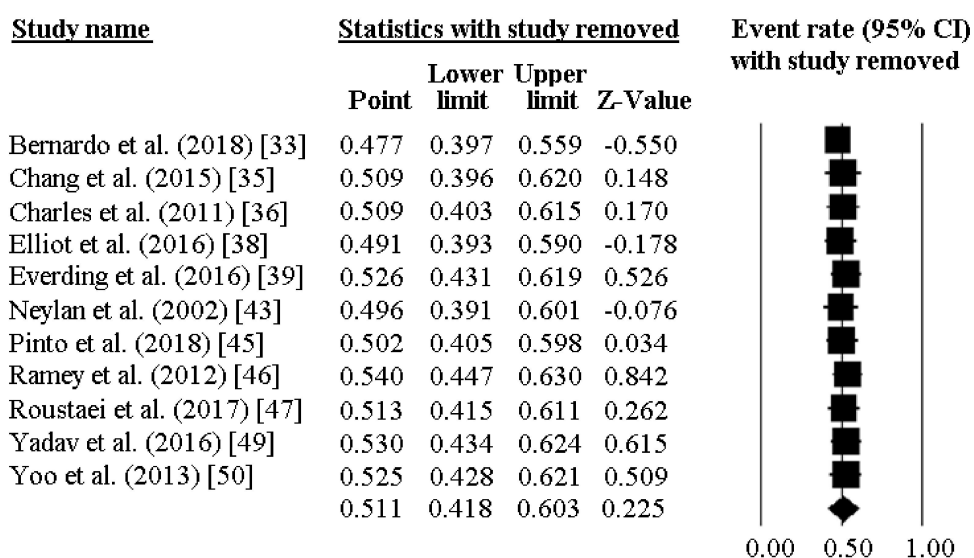 Study name Statistics with study removed Event rate (95% CI)
with study removed
Lower Upper
Point limit limit Z-Value
Bernardo et al. (2018) [33] 0.477 0.397 0.559 -0.550
Chang et al. (2015) [35] 0.509 0.396 0.620 0.148
Charles et al. (2011) [36] 0.509 0.403 0.615 0.170
Elliot et al. (2016) [38] 0.491 0.393 0.590 -0.178
Everding et al. (2016) [39] 0.526 0.431 0.619 0.526
Neylan et al. (2002) [43] 0.496 0.391 0.601 -0.076
Pinto et al. (2018) [45] 0.502 0.405 0.598 0.034
Ramey et al. (2012) [46] 0.540 0.447 0.630 0.842
Roustaei et al. (2017) [47] 0.513 0.415 0.611 0.262
Yadav et al. (2016) [49] 0.530 0.434 0.624 0.615
Yoo et al. (2013) [50] 0.525 0.428 0.621 0.509
0.511 0.418 0.603 0.225
0.00 0.50 1.00